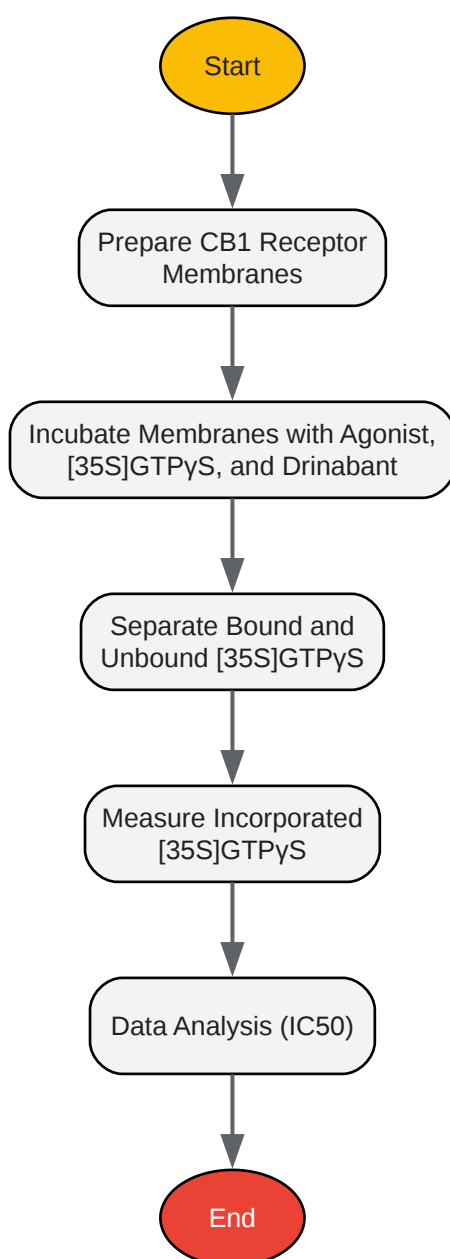 Start
Prepare CB1 Receptor
Membranes
Incubate Membranes with Agonist,
[35S]GTPγS, and Drinabant
Separate Bound and
Unbound [35S]GTPγS
Measure Incorporated
[35S]GTPγS
Data Analysis (IC50)
End